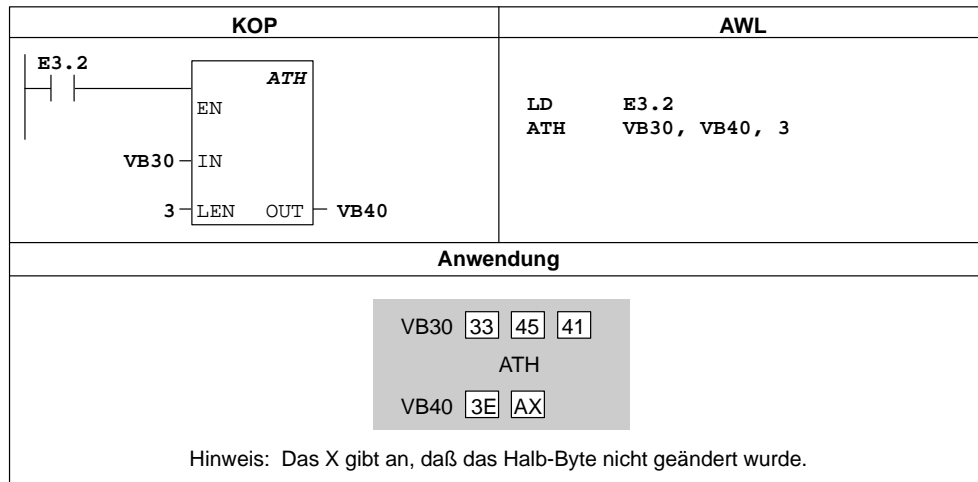 KOP
AWL
E3.2
ATH
EN
VB30 IN
3 LEN OUT VB40
LD E3.2
ATH VB30, VB40, 3
Anwendung
VB30 33 45 41
ATH
VB40 3E AX
Hinweis: Das X gibt an, daß das Halb-Byte nicht geändert wurde.